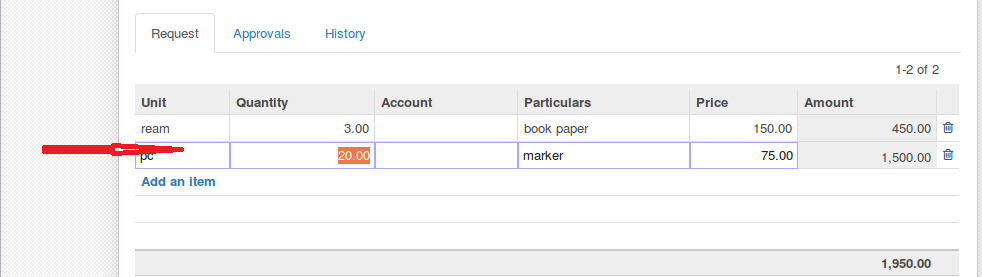 Request Approvals History
1-2 of 2
Unit Quantity Account Particulars Price Amount
ream 3.00 book paper 150.00 450.00
pc 20.00 marker 75.00 1,500.00
Add an item
1,950.00